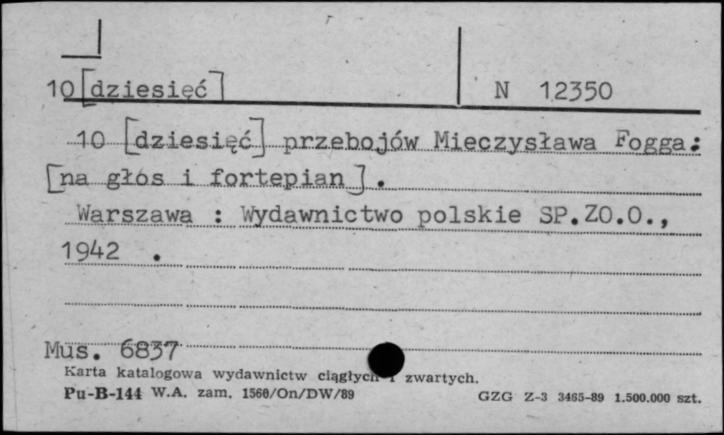 10 [dziesięć]
N 12350
10 [dziesięć] przebojów Mieczysława Fogga:
[na głós i fortepian].
Warszawa : Wydawnictwo polskie SP.ZO.O.,
1942 .
Mus. 6837
Karta katalogowa wydawnictw ciągłych i zwartych.
Pu-B-144 W.A. zam. 1560/On/DW/89
GZG Z-3 3465-89 1.500.000 szt.